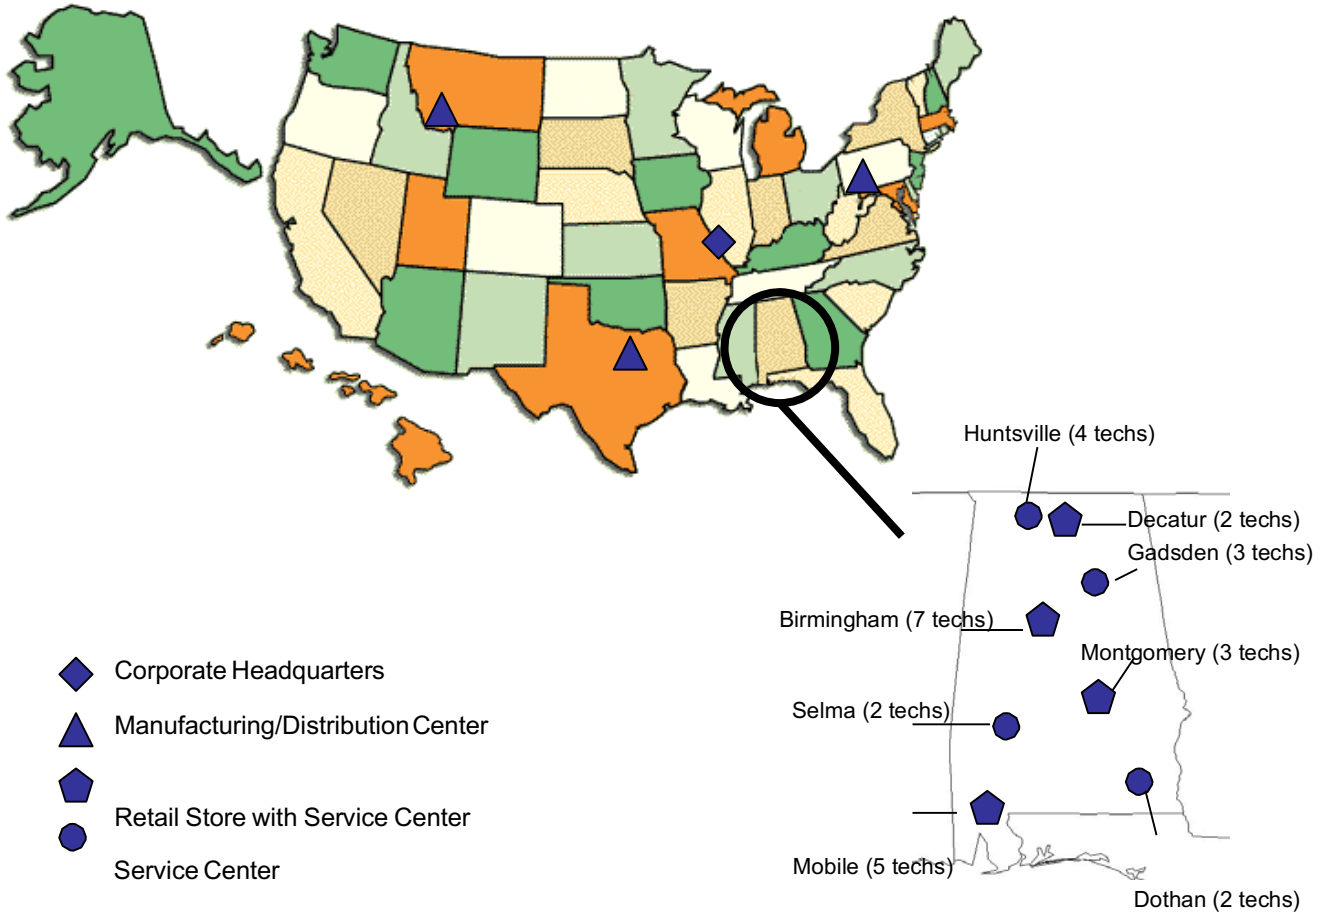 Huntsville (4 techs)
Decatur (2 techs)
Gadsden (3 techs)
Birmingham (7 techs)
Montgomery (3 techs)
Selma (2 techs)
Mobile (5 techs)
Dothan (2 techs)
Corporate Headquarters
Manufacturing/Distribution Center
Retail Store with Service Center
Service Center